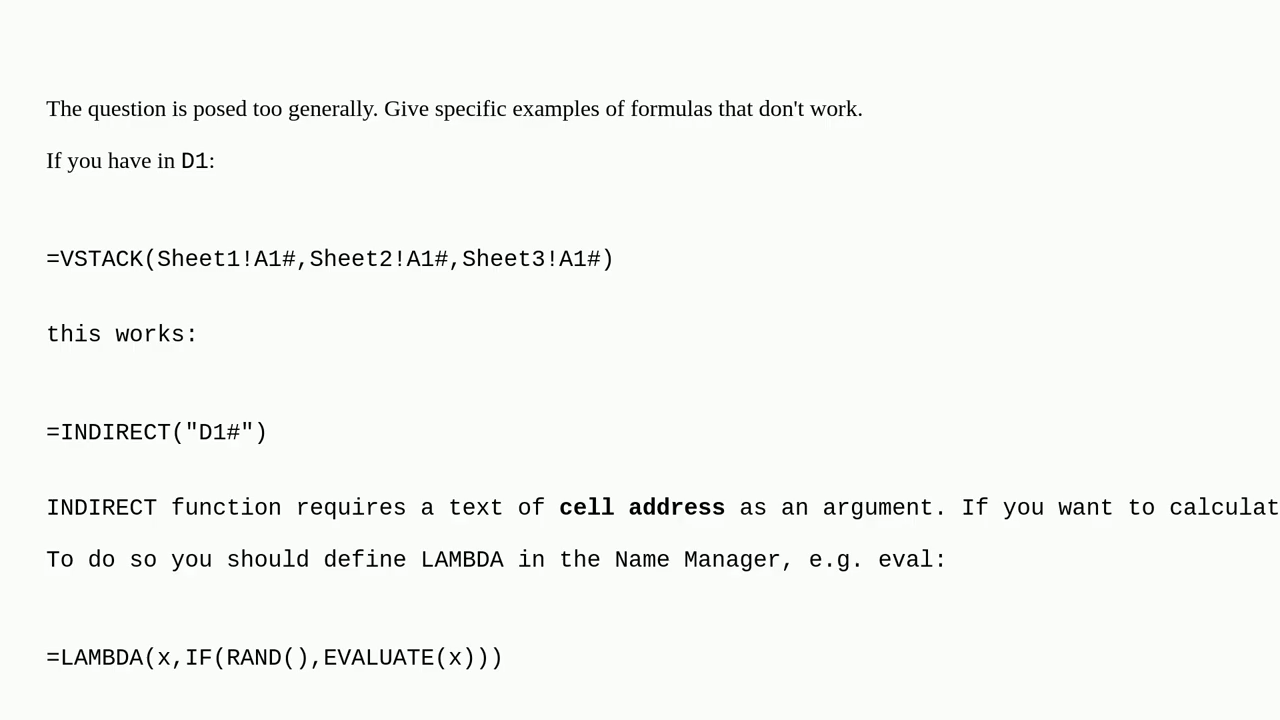 The question is posed too generally. Give specific examples of formulas that don't work.
If you have in D1:
=VSTACK(Sheet1!A1#,Sheet2!A1#,Sheet3!A1#)
this works:
=INDIRECT("D1#")
INDIRECT function requires a text of cell address as an argument. If you want to calculat
To do so you should define LAMBDA in the Name Manager, e.g. eval:
=LAMBDA(x,IF(RAND(),EVALUATE(x)))